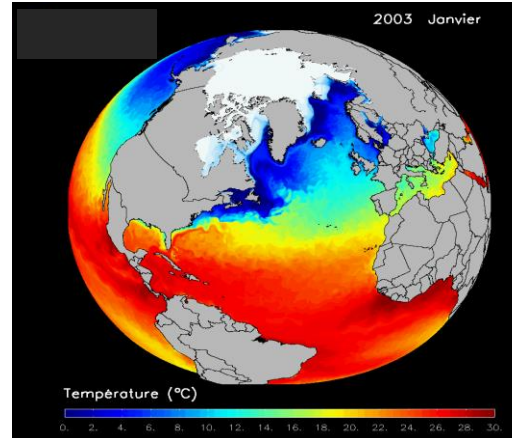 2003 Janvier
Température (°C)
0. 2. 4. 6. 8. 10. 12. 14. 16. 18. 20. 22. 24. 26. 28. 30.